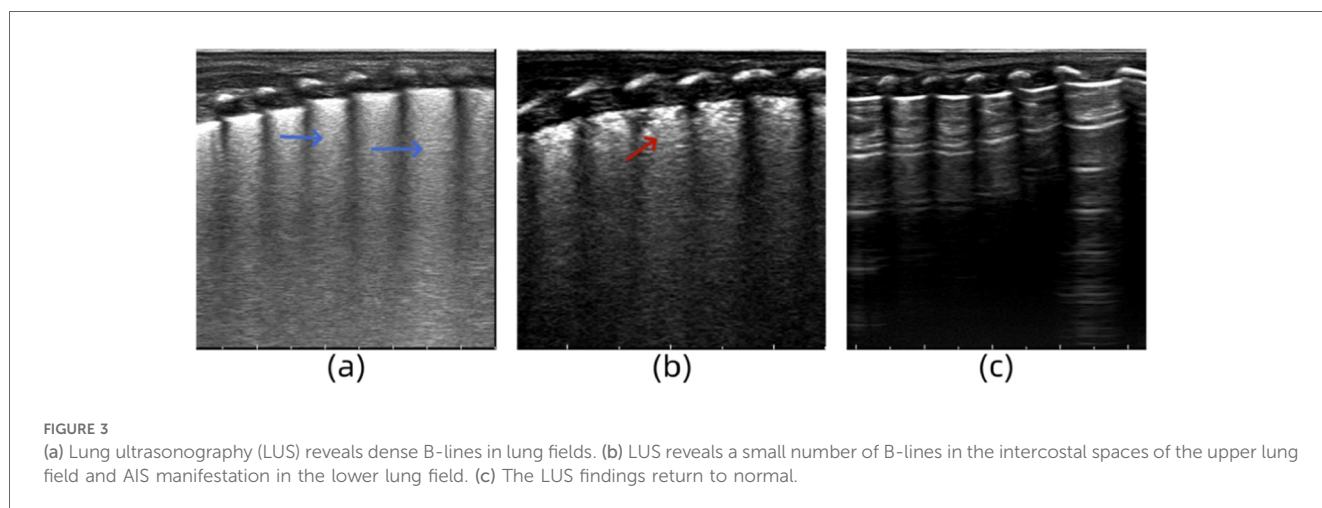 (a)
(b)
(c)
FIGURE 3
(a) Lung ultrasonography (LUS) reveals dense B-lines in lung fields. (b) LUS reveals a small number of B-lines in the intercostal spaces of the upper lung
field and AIS manifestation in the lower lung field. (c) The LUS findings return to normal.